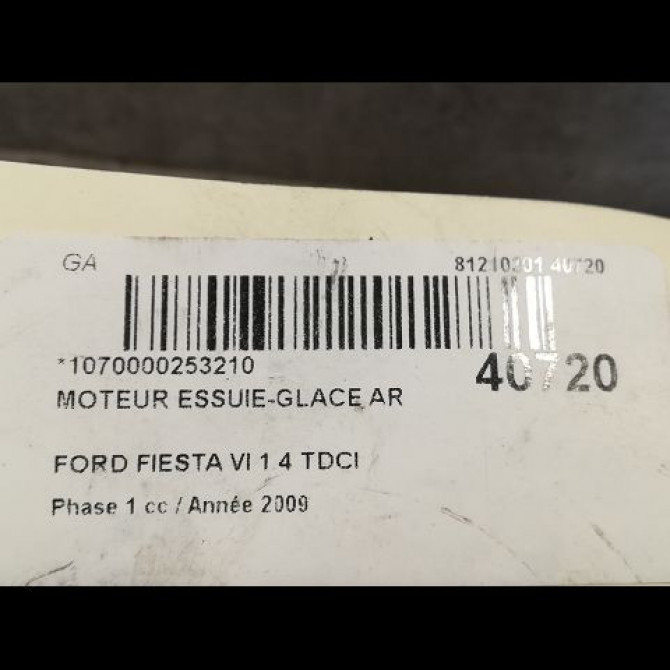 GA
81210201 40720
*1070000253210
40720
MOTEUR ESSUIE-GLACE AR
FORD FIESTA VI 1 4 TDCI
Phase 1 cc / Année 2009